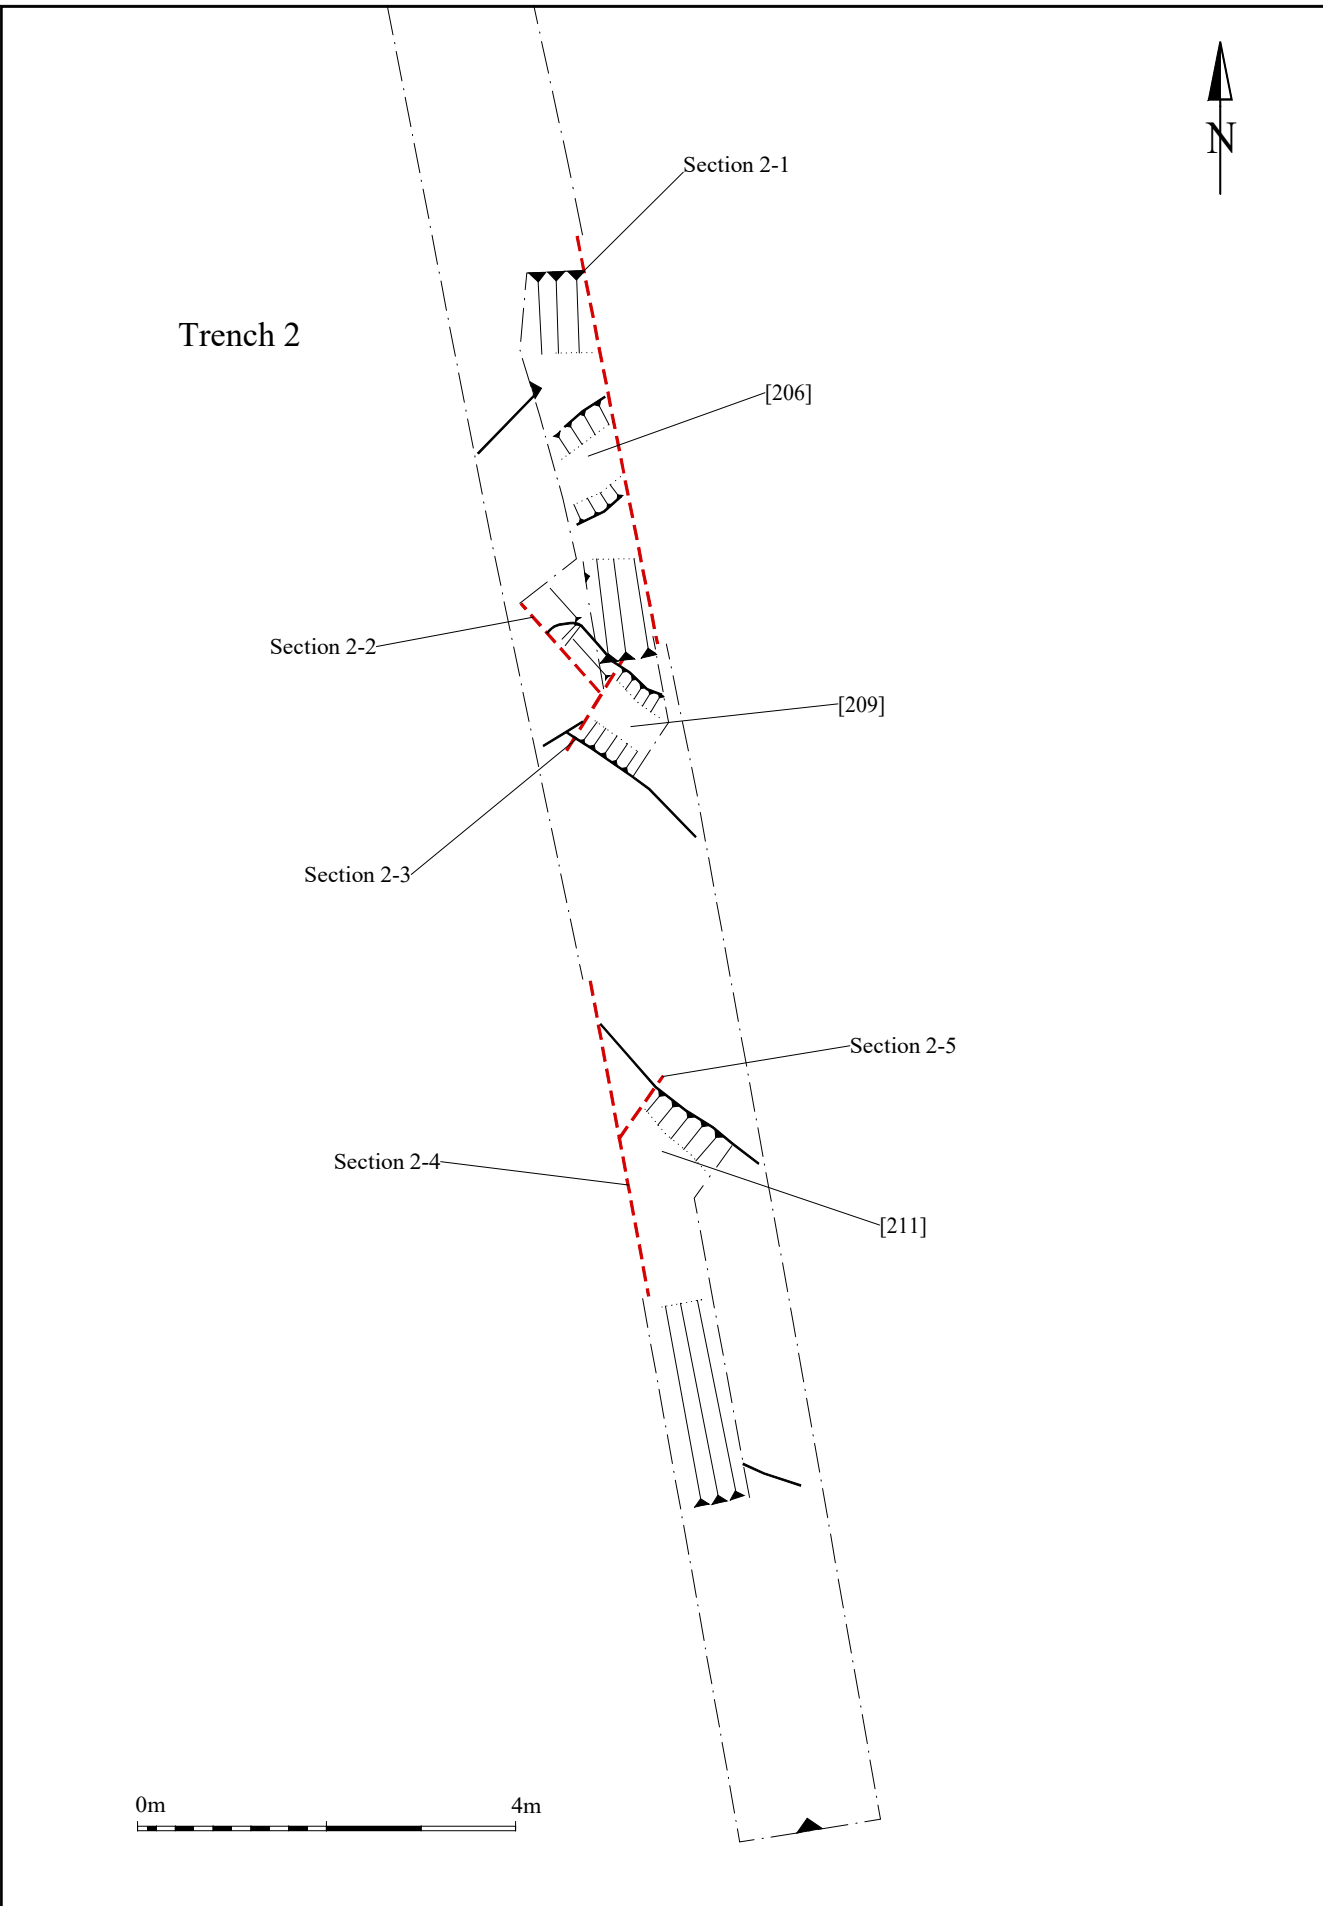 N
Section 2-1
Trench 2
[206]
Section 2-2
[209]
Section 2-3
Section 2-5
Section 2-4
[211]
0m 4m